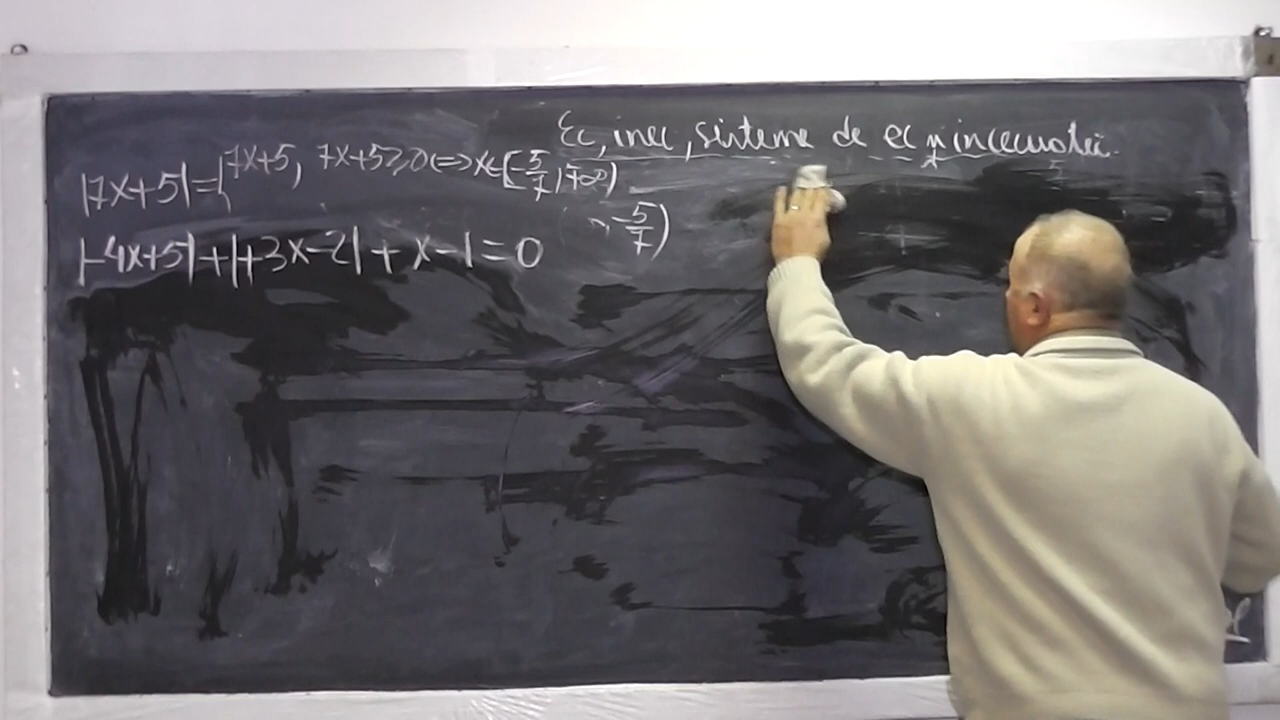 Ec, inec, sisteme de ec și inecuații.
|7x+5|={7x+5, 7x+5≥0 (=> x∈[-5/7, +∞)
-5/7)
|-4x+5|+|+3x-2|+x-1=0